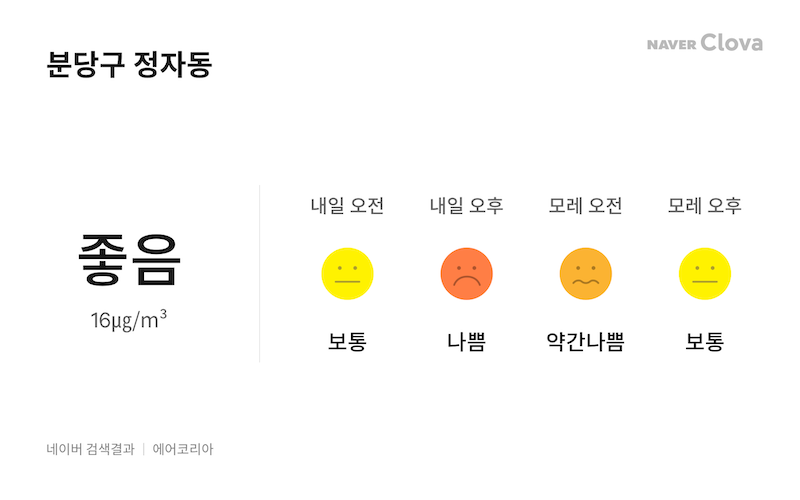 분당구 정자동
NAVER Clova
좋음
16μg/m³
내일 오전
보통
내일 오후
나쁨
모레 오전
약간나쁨
모레 오후
보통
네이버 검색결과 | 에어코리아